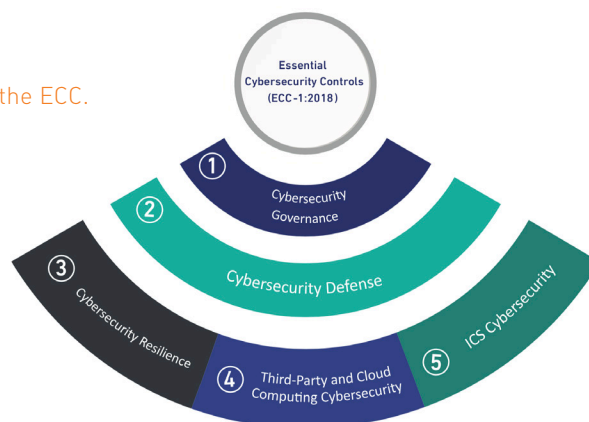 the ECC.
Essential
Cybersecurity Controls
(ECC-1:2018)
1
Cybersecurity
Governance
2
Cybersecurity Defense
3
Cybersecurity Resilience
4
Third-Party and Cloud
Computing Cybersecurity
5
ICS Cybersecurity